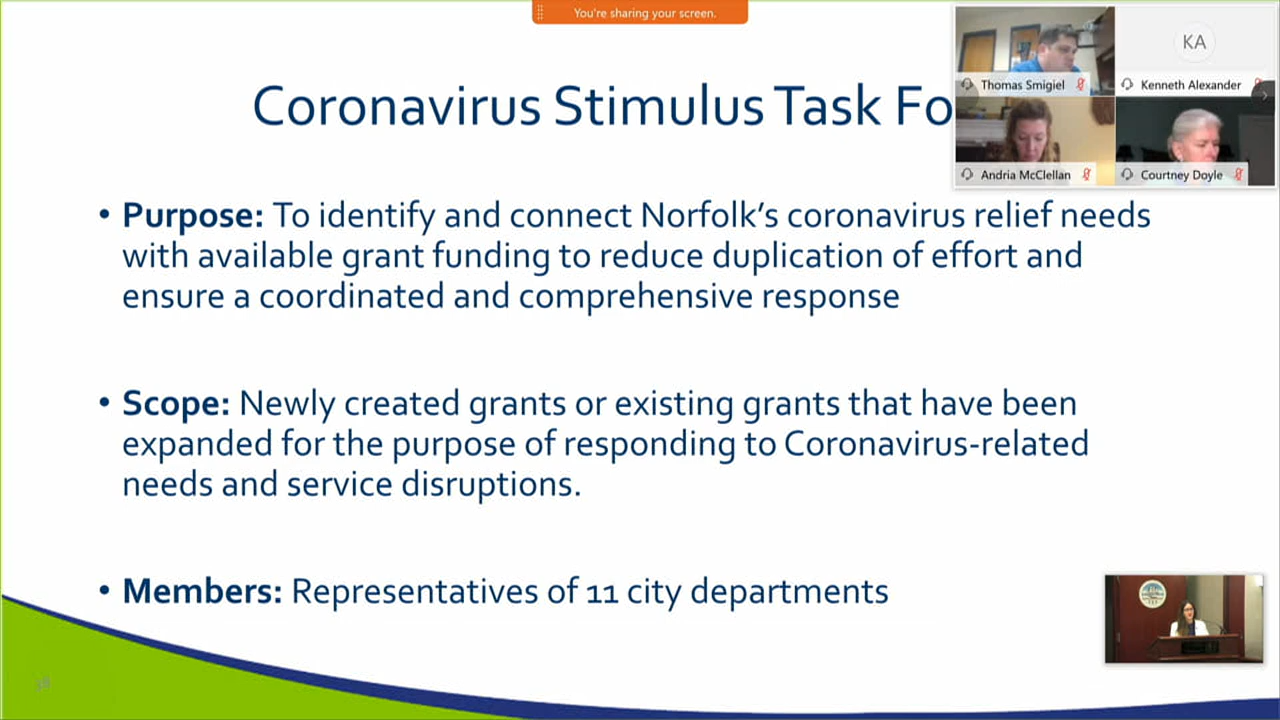 You're sharing your screen.
KA
Thomas Smigiel
Kenneth Alexander
Andria McClellan
Courtney Doyle
Coronavirus Stimulus Task Fo
• Purpose: To identify and connect Norfolk's coronavirus relief needs
with available grant funding to reduce duplication of effort and
ensure a coordinated and comprehensive response
• Scope: Newly created grants or existing grants that have been
expanded for the purpose of responding to Coronavirus-related
needs and service disruptions.
• Members: Representatives of 11 city departments